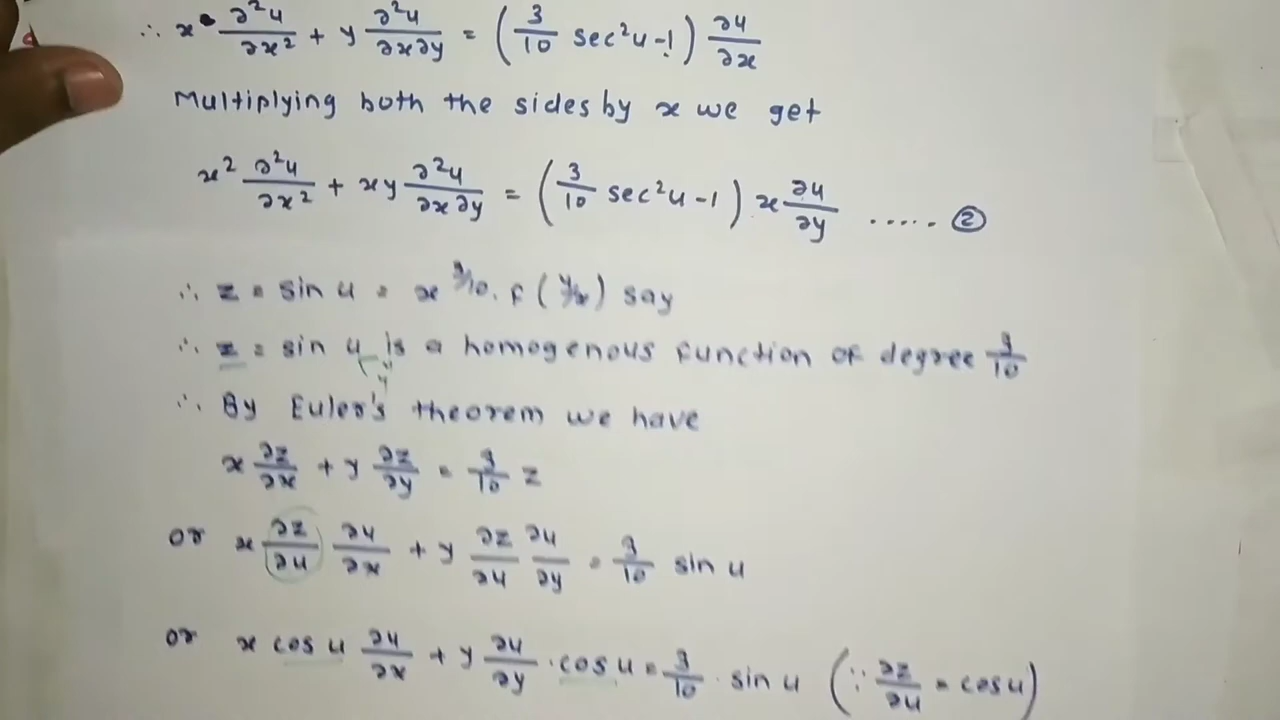 ∴ x ∂²u/∂x² + y ∂²u/∂x∂y = (3/10 sec²u-1) ∂u/∂x
Multiplying both the sides by x we get
x² ∂²u/∂x² + xy ∂²u/∂x∂y = (3/10 sec²u-1) x ∂u/∂y ..... ②
∴ z = sin u = x^3/10. F(y/x) say
∴ z = sin u is a homogenous function of degree 3/10
∴ By Euler's theorem we have
x ∂z/∂x + y ∂z/∂y = 3/10 z
or x ∂z/∂u ∂u/∂x + y ∂z/∂u ∂u/∂y = 3/10 sin u
or x cos u ∂u/∂x + y ∂u/∂y . cos u = 3/10 . sin u (∵ ∂z/∂u = cos u)